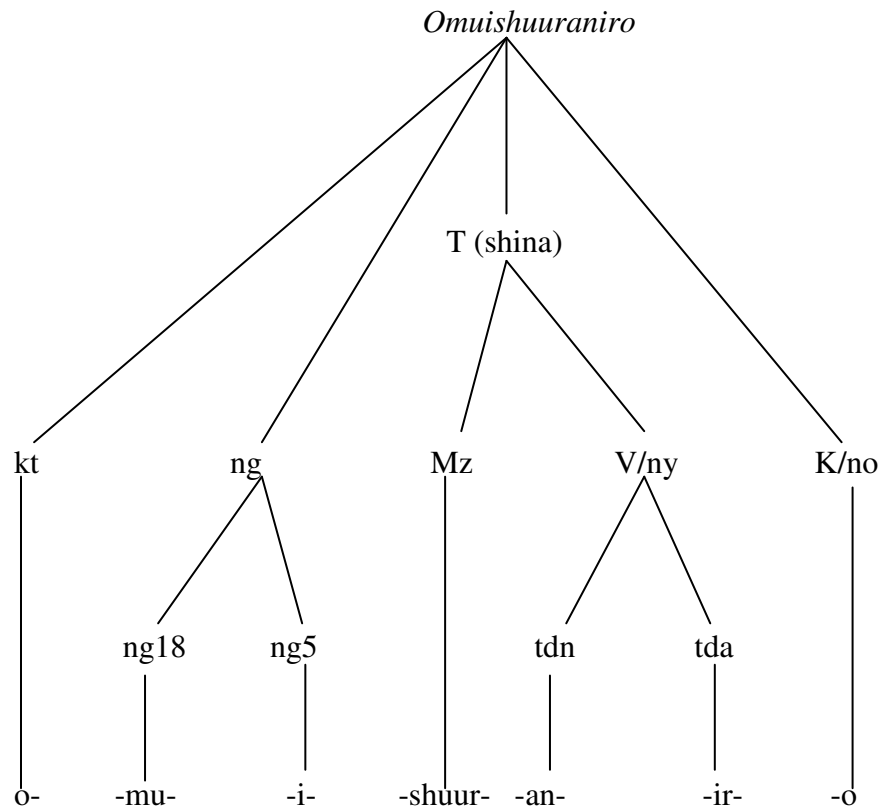 Omuishuuraniro
T (shina)
kt ng Mz V/ny K/no
ng18 ng5 tdn tda
o- -mu- -i- -shuur- -an- -ir- -o